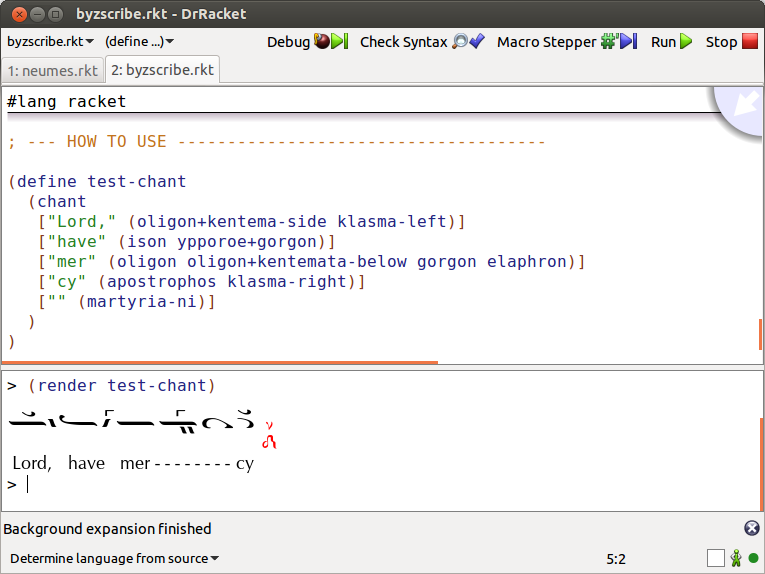 byzscribe.rkt - DrRacket
byzscribe.rkt (define ...) Debug Check Syntax Macro Stepper Run Stop
1: neumes.rkt 2: byzscribe.rkt
#lang racket
; --- HOW TO USE -------------------------------------
(define test-chant
(chant
["Lord," (oligon+kentema-side klasma-left)]
["have" (ison ypporoe+gorgon)]
["mer" (oligon oligon+kentemata-below gorgon elaphron)]
["cy" (apostrophos klasma-right)]
["" (martyria-ni)]
)
)
> (render test-chant)
Lord, have mer - - - - - - - - cy
>
Background expansion finished
Determine language from source 5:2